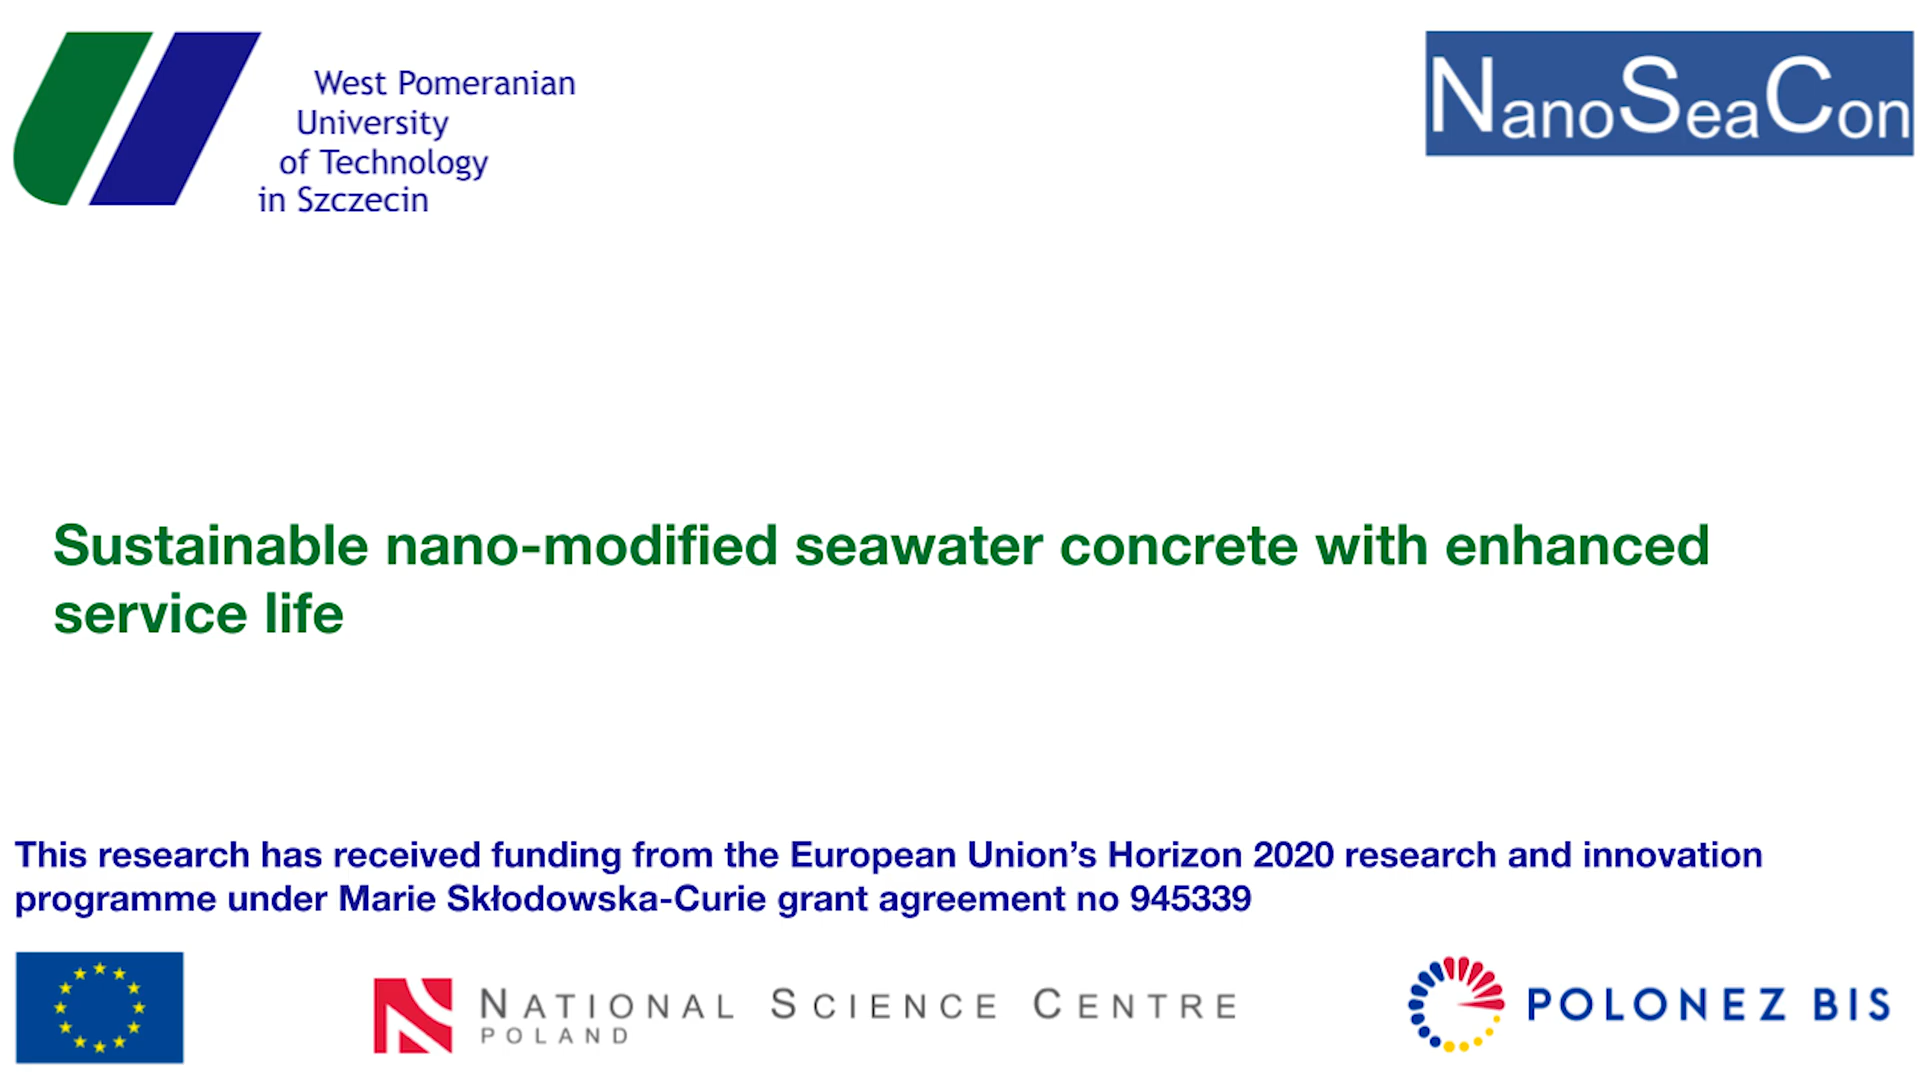 West Pomeranian
University
of Technology
in Szczecin
NanoSeaCon
Sustainable nano-modified seawater concrete with enhanced
service life
This research has received funding from the European Union’s Horizon 2020 research and innovation
programme under Marie Skłodowska-Curie grant agreement no 945339
NATIONAL SCIENCE CENTRE
POLAND
POLONEZ BIS